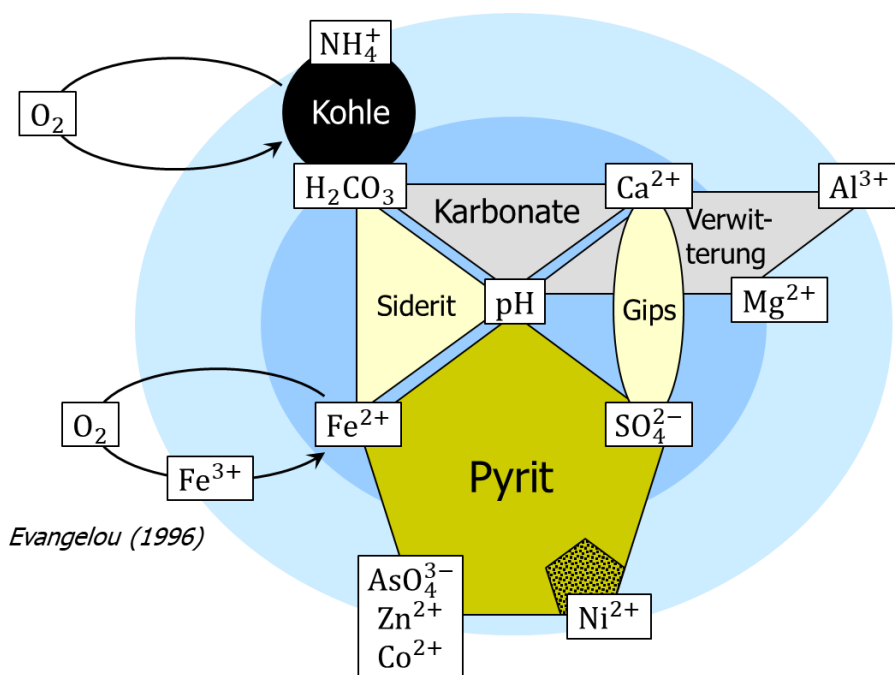 NH₄⁺
O₂
Kohle
H₂CO₃
Ca²⁺
Al³⁺
Karbonate
Verwit-
terung
Siderit
pH
Gips
Mg²⁺
O₂
Fe²⁺
SO₄²⁻
Fe³⁺
Pyrit
Evangelou (1996)
AsO₄³⁻
Zn²⁺
Co²⁺
Ni²⁺